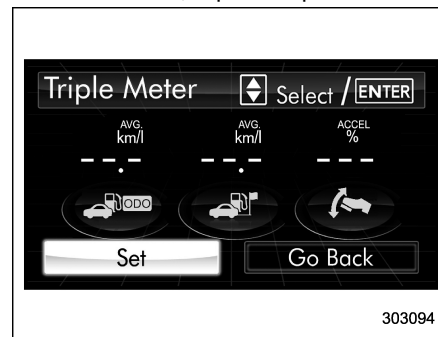 Triple Meter Select / ENTER
AVG. AVG. ACCEL
km/l km/l %
--.- --.- ---
ODO
Set Go Back
303094